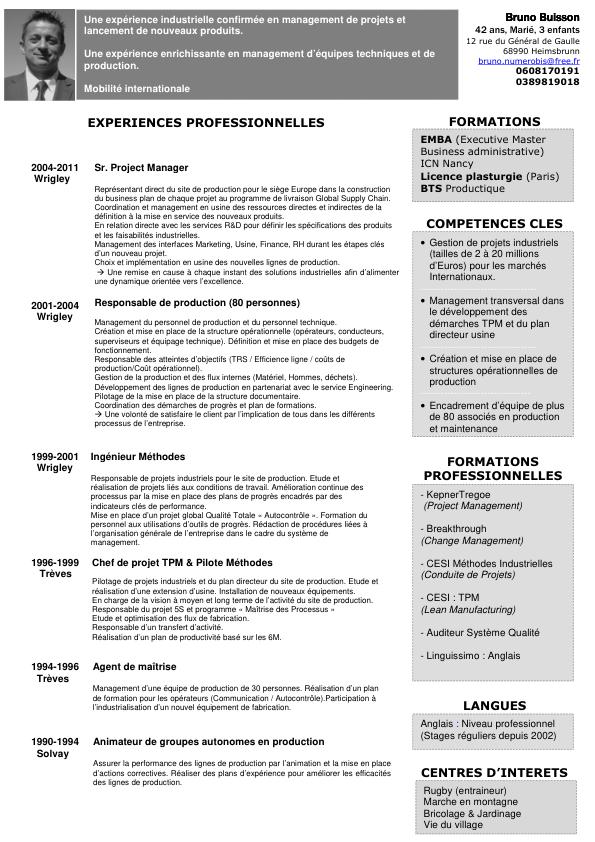 Une expérience industrielle confirmée en management de projets et
lancement de nouveaux produits.
Une expérience enrichissante en management d'équipes techniques et de
production.
Mobilité internationale
Bruno Buisson
42 ans, Marié, 3 enfants
12 rue du Général de Gaulle
68990 Heimsbrunn
bruno.numerobis@free.fr
0608170191
0389819018
EXPERIENCES PROFESSIONNELLES
2004-2011
Wrigley
Sr. Project Manager
Représentant direct du site de production pour le siège Europe dans la construction
du business plan de chaque projet au programme de livraison Global Supply Chain.
Coordination et management en usine des ressources directes et indirectes de la
définition à la mise en service des nouveaux produits.
En relation directe avec les services R&D pour définir les spécifications des produits
et les faisabilités industrielles.
Management des interfaces Marketing, Usine, Finance, RH durant les étapes clés
d'un nouveau projet.
Choix et implémentation en usine des nouvelles lignes de production.
→ Une remise en cause à chaque instant des solutions industrielles afin d'alimenter
une dynamique orientée vers l'excellence.
2001-2004
Wrigley
Responsable de production (80 personnes)
Management du personnel de production et du personnel technique.
Création et mise en place de la structure opérationnelle (opérateurs, conducteurs,
superviseurs et équipage technique). Définition et mise en place des budgets de
fonctionnement.
Responsable des atteintes d'objectifs (TRS / Efficience ligne / coûts de
production/Coût opérationnel).
Gestion de la production et des flux internes (Matériel, Hommes, déchets).
Développement des lignes de production en partenariat avec le service Engineering.
Pilotage de la mise en place de la structure documentaire.
Coordination des démarches de progrès et plan de formations.
→ Une volonté de satisfaire le client par l'implication de tous dans les différents
processus de l'entreprise.
1999-2001
Wrigley
Ingénieur Méthodes
Responsable de projets industriels pour le site de production. Etude et
réalisation de projets liés aux conditions de travail. Amélioration continue des
processus par la mise en place des plans de progrès encadrés par des
indicateurs clés de performance.
Mise en place d'un projet global Qualité Totale « Autocontrôle ». Formation du
personnel aux utilisations d'outils de progrès. Rédaction de procédures liées à
l'organisation générale de l'entreprise dans le cadre du système de
management.
1996-1999
Trèves
Chef de projet TPM & Pilote Méthodes
Pilotage de projets industriels et du plan directeur du site de production. Etude et
réalisation d'une extension d'usine. Installation de nouveaux équipements.
En charge de la vision à moyen et long terme de l'activité du site de production.
Responsable du projet 5S et programme « Maîtrise des Processus »
Etude et optimisation des flux de fabrication.
Responsable d'un transfert d'activité.
Réalisation d'un plan de productivité basé sur les 6M.
1994-1996
Trèves
Agent de maîtrise
Management d'une équipe de production de 30 personnes. Réalisation d'un plan
de formation pour les opérateurs (Communication / Autocontrôle).Participation à
l'industrialisation d'un nouvel équipement de fabrication.
1990-1994
Solvay
Animateur de groupes autonomes en production
Assurer la performance des lignes de production par l'animation et la mise en place
d'actions correctives. Réaliser des plans d'expérience pour améliorer les efficacités
des lignes de production.
FORMATIONS
EMBA (Executive Master
Business administrative)
ICN Nancy
Licence plasturgie (Paris)
BTS Productique
COMPETENCES CLES
• Gestion de projets industriels
(tailles de 2 à 20 millions
d'Euros) pour les marchés
Internationaux.
• Management transversal dans
le développement des
démarches TPM et du plan
directeur usine
• Création et mise en place de
structures opérationnelles de
production
• Encadrement d'équipe de plus
de 80 associés en production
et maintenance
FORMATIONS
PROFESSIONNELLES
- KepnerTregoe
(Project Management)
- Breakthrough
(Change Management)
- CESI Méthodes Industrielles
(Conduite de Projets)
- CESI : TPM
(Lean Manufacturing)
- Auditeur Système Qualité
- Linguissimo : Anglais
LANGUES
Anglais : Niveau professionnel
(Stages réguliers depuis 2002)
CENTRES D'INTERETS
Rugby (entraineur)
Marche en montagne
Bricolage & Jardinage
Vie du village